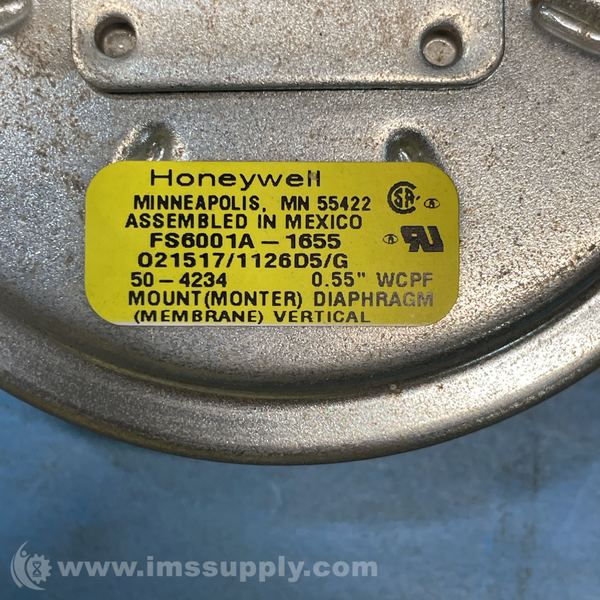 Honeywell
MINNEAPOLIS, MN 55422
ASSEMBLED IN MEXICO
FS6001A-1655
021517/1126D5/G
50-4234 0.55" WCPF
MOUNT(MONTER) DIAPHRAGM
(MEMBRANE) VERTICAL
www.imssupply.com